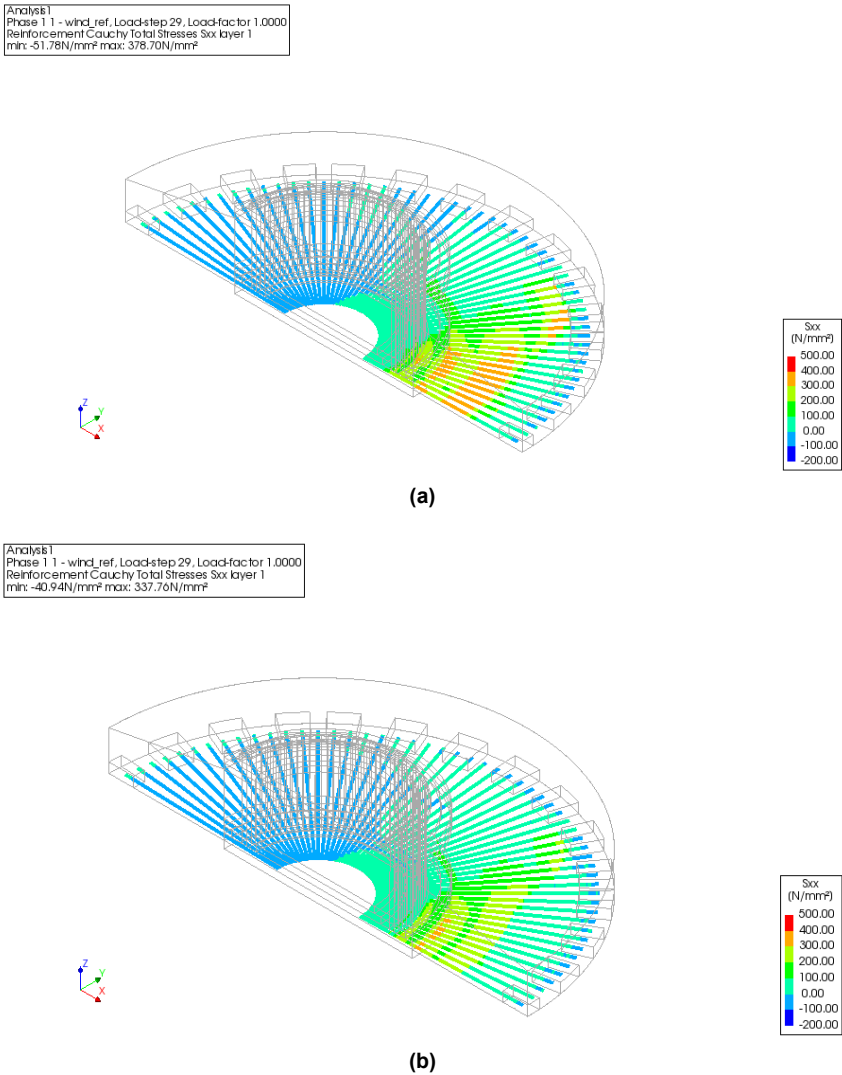 Analysis1
Phase 1 1 - wind_ref, Load-step 29, Load-factor 1.0000
Reinforcement Cauchy Total Stresses Sxx layer 1
min: -51.78N/mm² max: 378.70N/mm²
Sxx
(N/mm²)
500.00
400.00
300.00
200.00
100.00
0.00
-100.00
-200.00
Z
Y
X
(a)
Analysis1
Phase 1 1 - wind_ref, Load-step 29, Load-factor 1.0000
Reinforcement Cauchy Total Stresses Sxx layer 1
min: -40.94N/mm² max: 337.76N/mm²
Sxx
(N/mm²)
500.00
400.00
300.00
200.00
100.00
0.00
-100.00
-200.00
Z
Y
X
(b)